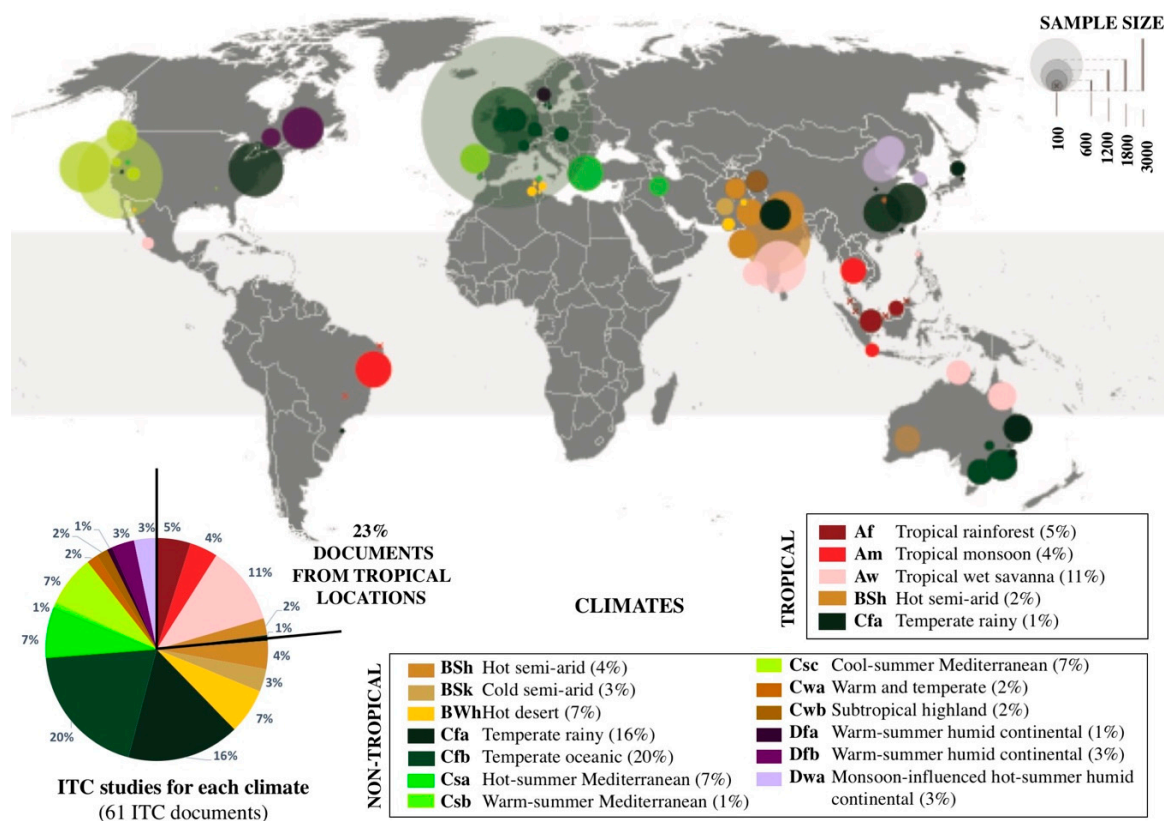 SAMPLE SIZE
100
600
1200
1800
3000
1%
2%
2%
7%
1%
7%
20%
16%
7%
3%
4%
1%
2%
11%
4%
5%
3%
3%
23%
DOCUMENTS
FROM TROPICAL
LOCATIONS
ITC studies for each climate
(61 ITC documents)
CLIMATES
TROPICAL
Af Tropical rainforest (5%)
Am Tropical monsoon (4%)
Aw Tropical wet savanna (11%)
BSh Hot semi-arid (2%)
Cfa Temperate rainy (1%)
NON-TROPICAL
BSh Hot semi-arid (4%)
BSk Cold semi-arid (3%)
BWh Hot desert (7%)
Cfa Temperate rainy (16%)
Cfb Temperate oceanic (20%)
Csa Hot-summer Mediterranean (7%)
Csb Warm-summer Mediterranean (1%)
Csc Cool-summer Mediterranean (7%)
Cwa Warm and temperate (2%)
Cwb Subtropical highland (2%)
Dfa Warm-summer humid continental (1%)
Dfb Warm-summer humid continental (3%)
Dwa Monsoon-influenced hot-summer humid
continental (3%)